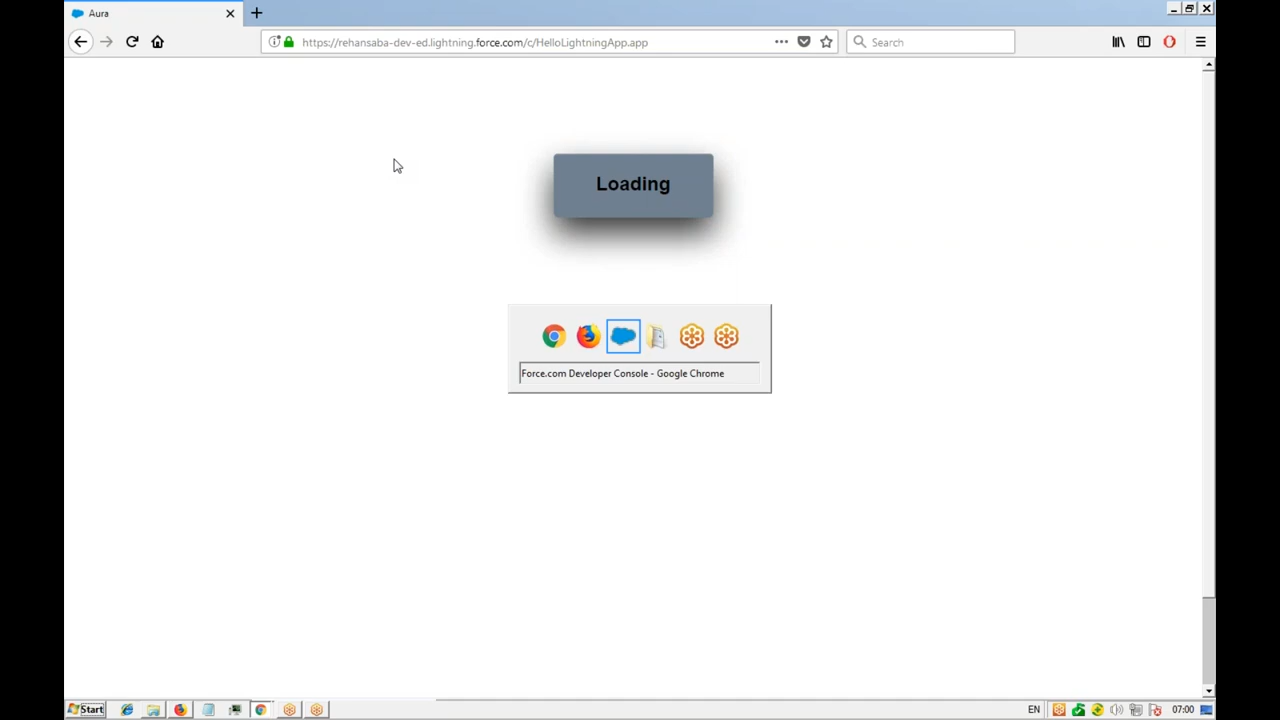 Aura
https://rehansaba-dev-ed.lightning.force.com/c/HelloLightningApp.app
Search
Loading
Force.com Developer Console - Google Chrome
Start
EN
07:00